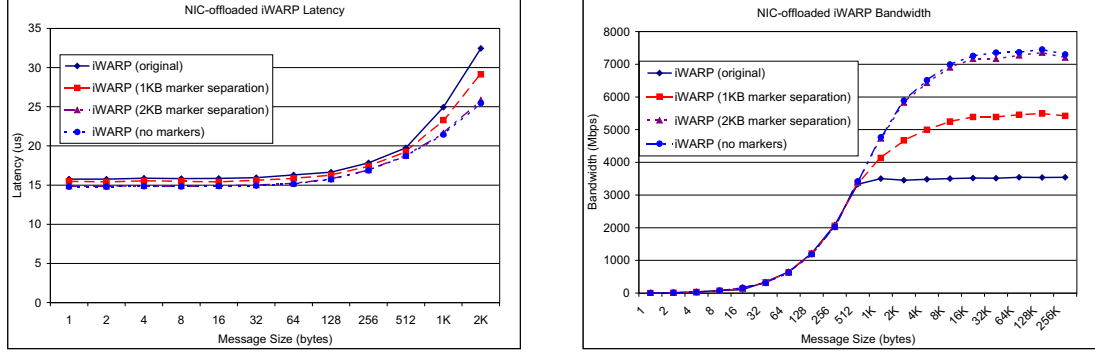 NIC-offloaded iWARP Latency
35
30
25
20
15
10
5
0
Latency (us)
iWARP (original)
iWARP (1KB marker separation)
iWARP (2KB marker separation)
iWARP (no markers)
1 2 4 8 16 32 64 128 256 512 1K 2K
Message Size (bytes)
NIC-offloaded iWARP Bandwidth
8000
7000
6000
5000
4000
3000
2000
1000
0
Bandwidth (Mbps)
iWARP (original)
iWARP (1KB marker separation)
iWARP (2KB marker separation)
iWARP (no markers)
1 2 4 8 16 32 64 128 256 512 1K 2K 4K 8K 16K 32K 64K 128K 256K
Message Size (bytes)